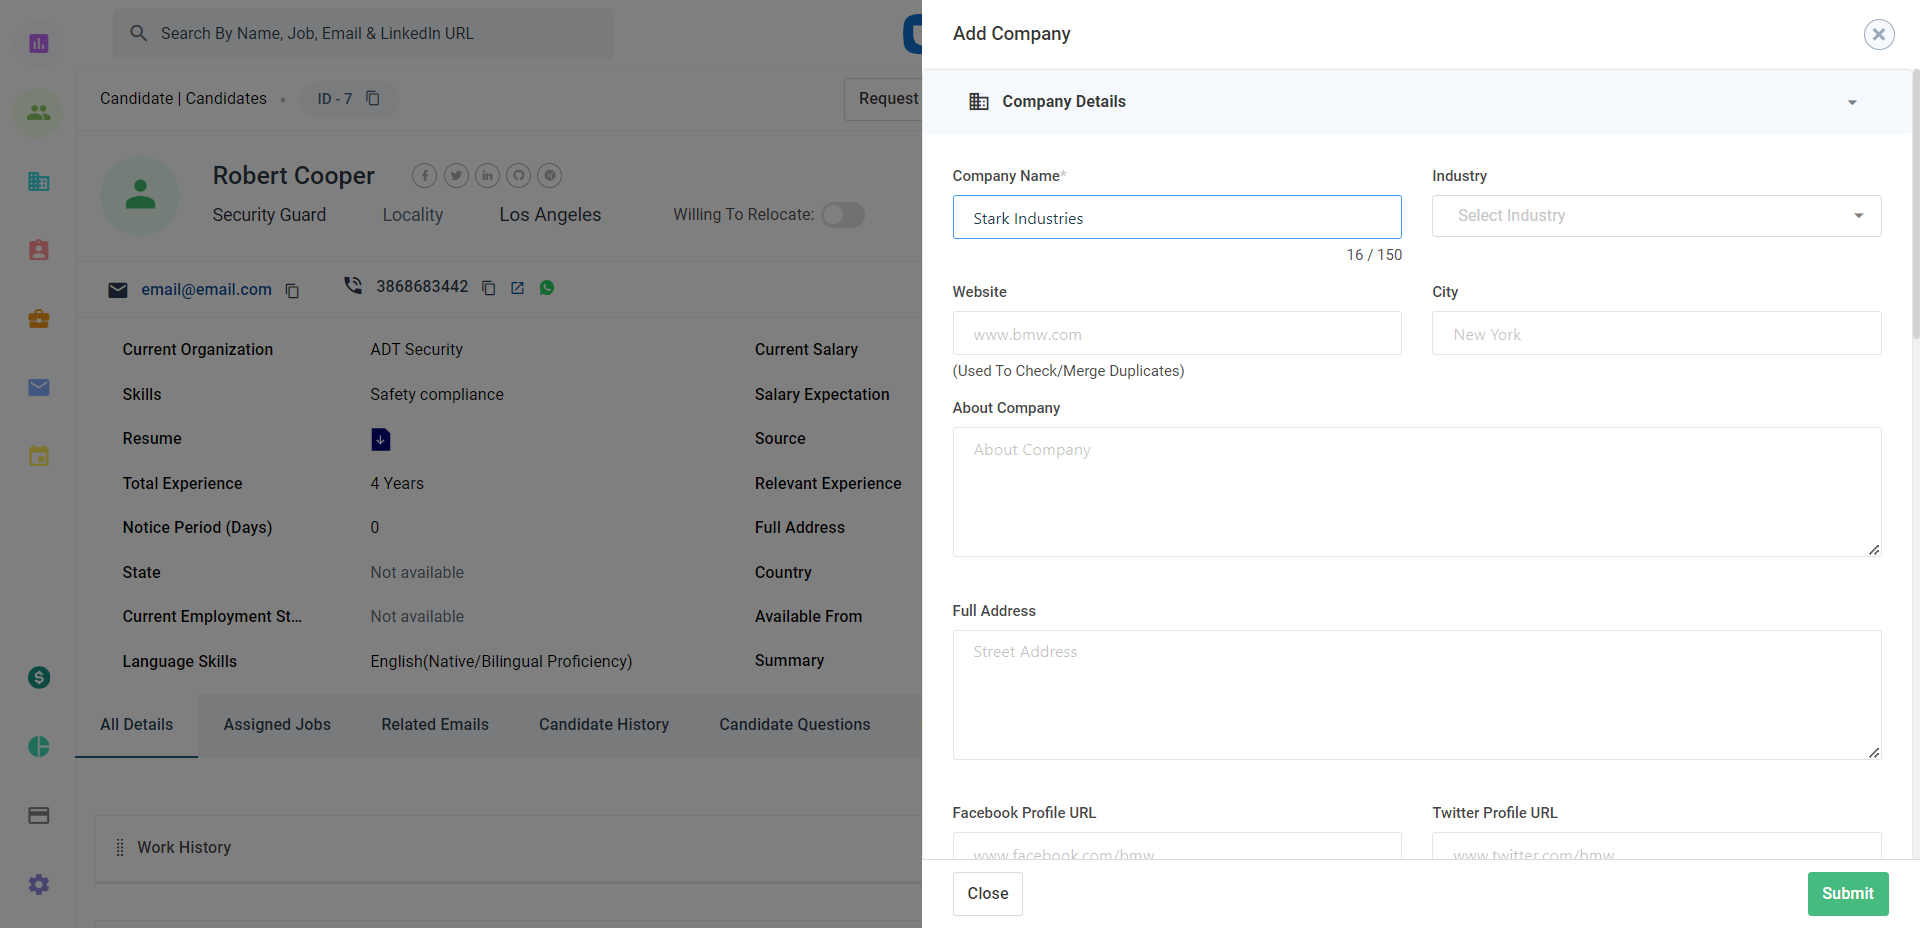 Search By Name, Job, Email & LinkedIn URL
Candidate | Candidates
ID - 7
Request
Robert Cooper
Security Guard
Locality
Los Angeles
Willing To Relocate:
email@email.com
3868683442
Current Organization
ADT Security
Current Salary
Skills
Safety compliance
Salary Expectation
Resume
Source
Total Experience
4 Years
Relevant Experience
Notice Period (Days)
0
Full Address
State
Not available
Country
Current Employment St...
Not available
Available From
Language Skills
English(Native/Bilingual Proficiency)
Summary
All Details
Assigned Jobs
Related Emails
Candidate History
Candidate Questions
Work History
Add Company
Company Details
Company Name*
Industry
Stark Industries
Select Industry
16 / 150
Website
City
www.bmw.com
New York
(Used To Check/Merge Duplicates)
About Company
About Company
Full Address
Street Address
Facebook Profile URL
Twitter Profile URL
www.facebook.com/bmw
www.twitter.com/bmw
Close
Submit